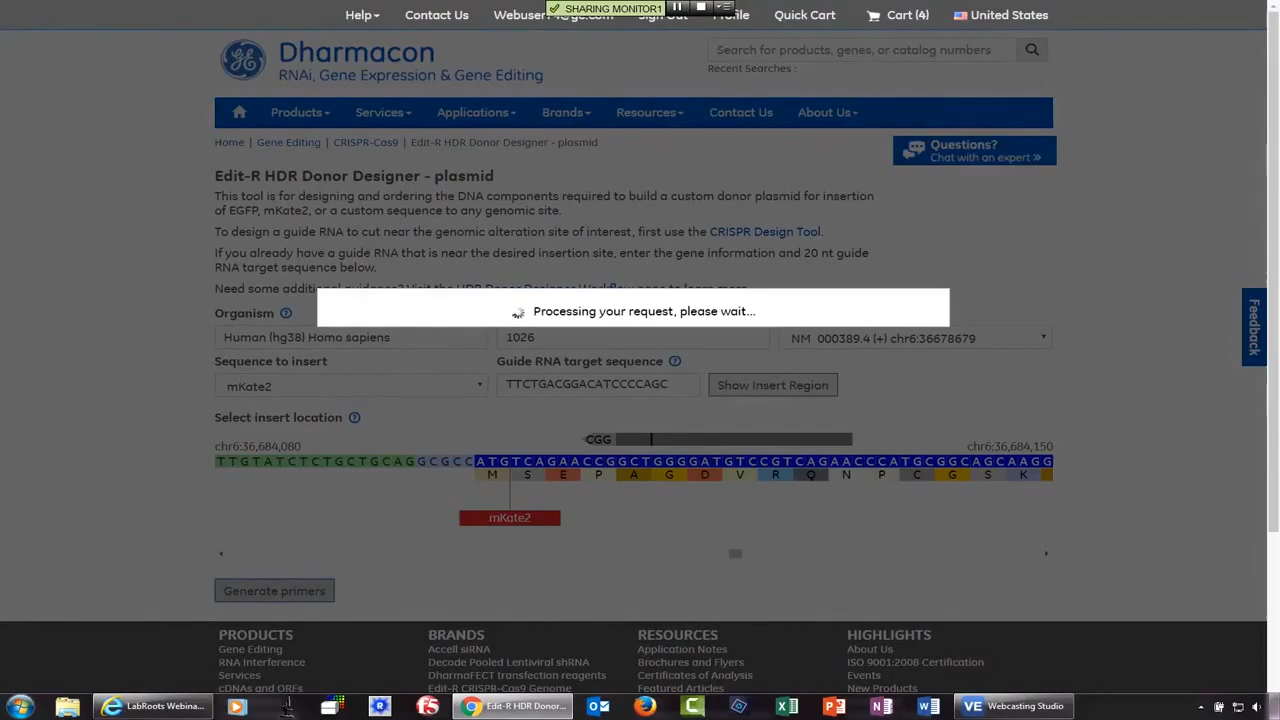 SHARING MONITOR1
Help
Contact Us
Sign Out
Profile
Quick Cart
Cart (4)
United States
Dharmacon
RNAi, Gene Expression & Gene Editing
Search for products, genes, or catalog numbers
Recent Searches :
Products
Services
Applications
Brands
Resources
Contact Us
About Us
Home | Gene Editing | CRISPR-Cas9 | Edit-R HDR Donor Designer - plasmid
Questions?
Chat with an expert »
Edit-R HDR Donor Designer - plasmid
This tool is for designing and ordering the DNA components required to build a custom donor plasmid for insertion
of EGFP, mKate2, or a custom sequence to any genomic site.
To design a guide RNA to cut near the genomic alteration site of interest, first use the CRISPR Design Tool.
If you already have a guide RNA that is near the desired insertion site, enter the gene information and 20 nt guide
RNA target sequence below.
Processing your request, please wait...
Organism
Human (hg38) Homo sapiens
1026
NM_000389.4 (+) chr6:36678679
Sequence to insert
Guide RNA target sequence
mKate2
TTCTGACGGACATCCCCAGC
Show Insert Region
Select insert location
CGG
chr6:36,684,080
chr6:36,684,150
T T G T A T C T C T G C T G C A G G C G C C A T G T C A G A A C C G G C T G G G G A T G T C C G T C A G A A C C C A T G C G G C A G C A A G G
M S E P A G D V R Q N P C G S K
mKate2
Generate primers
PRODUCTS
Gene Editing
RNA Interference
Services
cDNAs and ORFs
BRANDS
Accell siRNA
Decode Pooled Lentiviral shRNA
DharmaFECT transfection reagents
Edit-R CRISPR-Cas9 Genome
RESOURCES
Application Notes
Brochures and Flyers
Certificates of Analysis
Featured Articles
HIGHLIGHTS
About Us
ISO 9001:2008 Certification
Events
New Products
Feedback
LabRoots Webina...
Edit-R HDR Donor...
Webcasting Studio